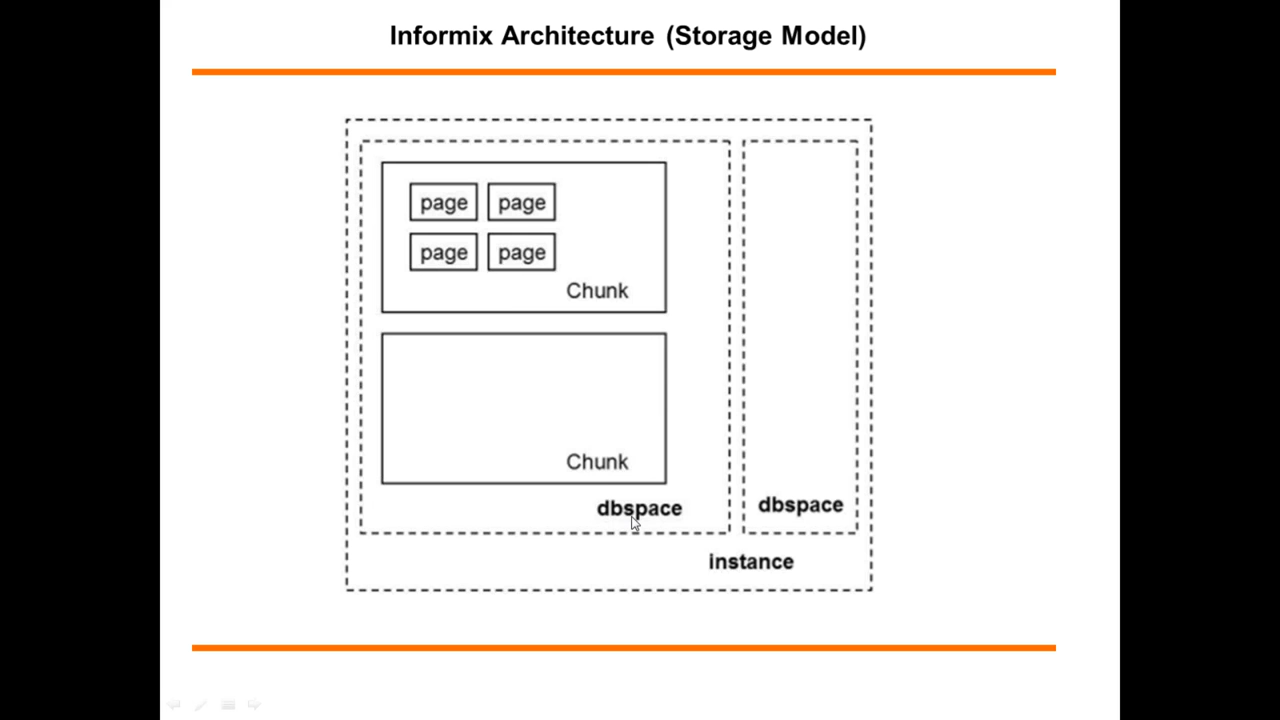 Informix Architecture (Storage Model)
page page
page page
Chunk
Chunk
dbspace
dbspace
instance